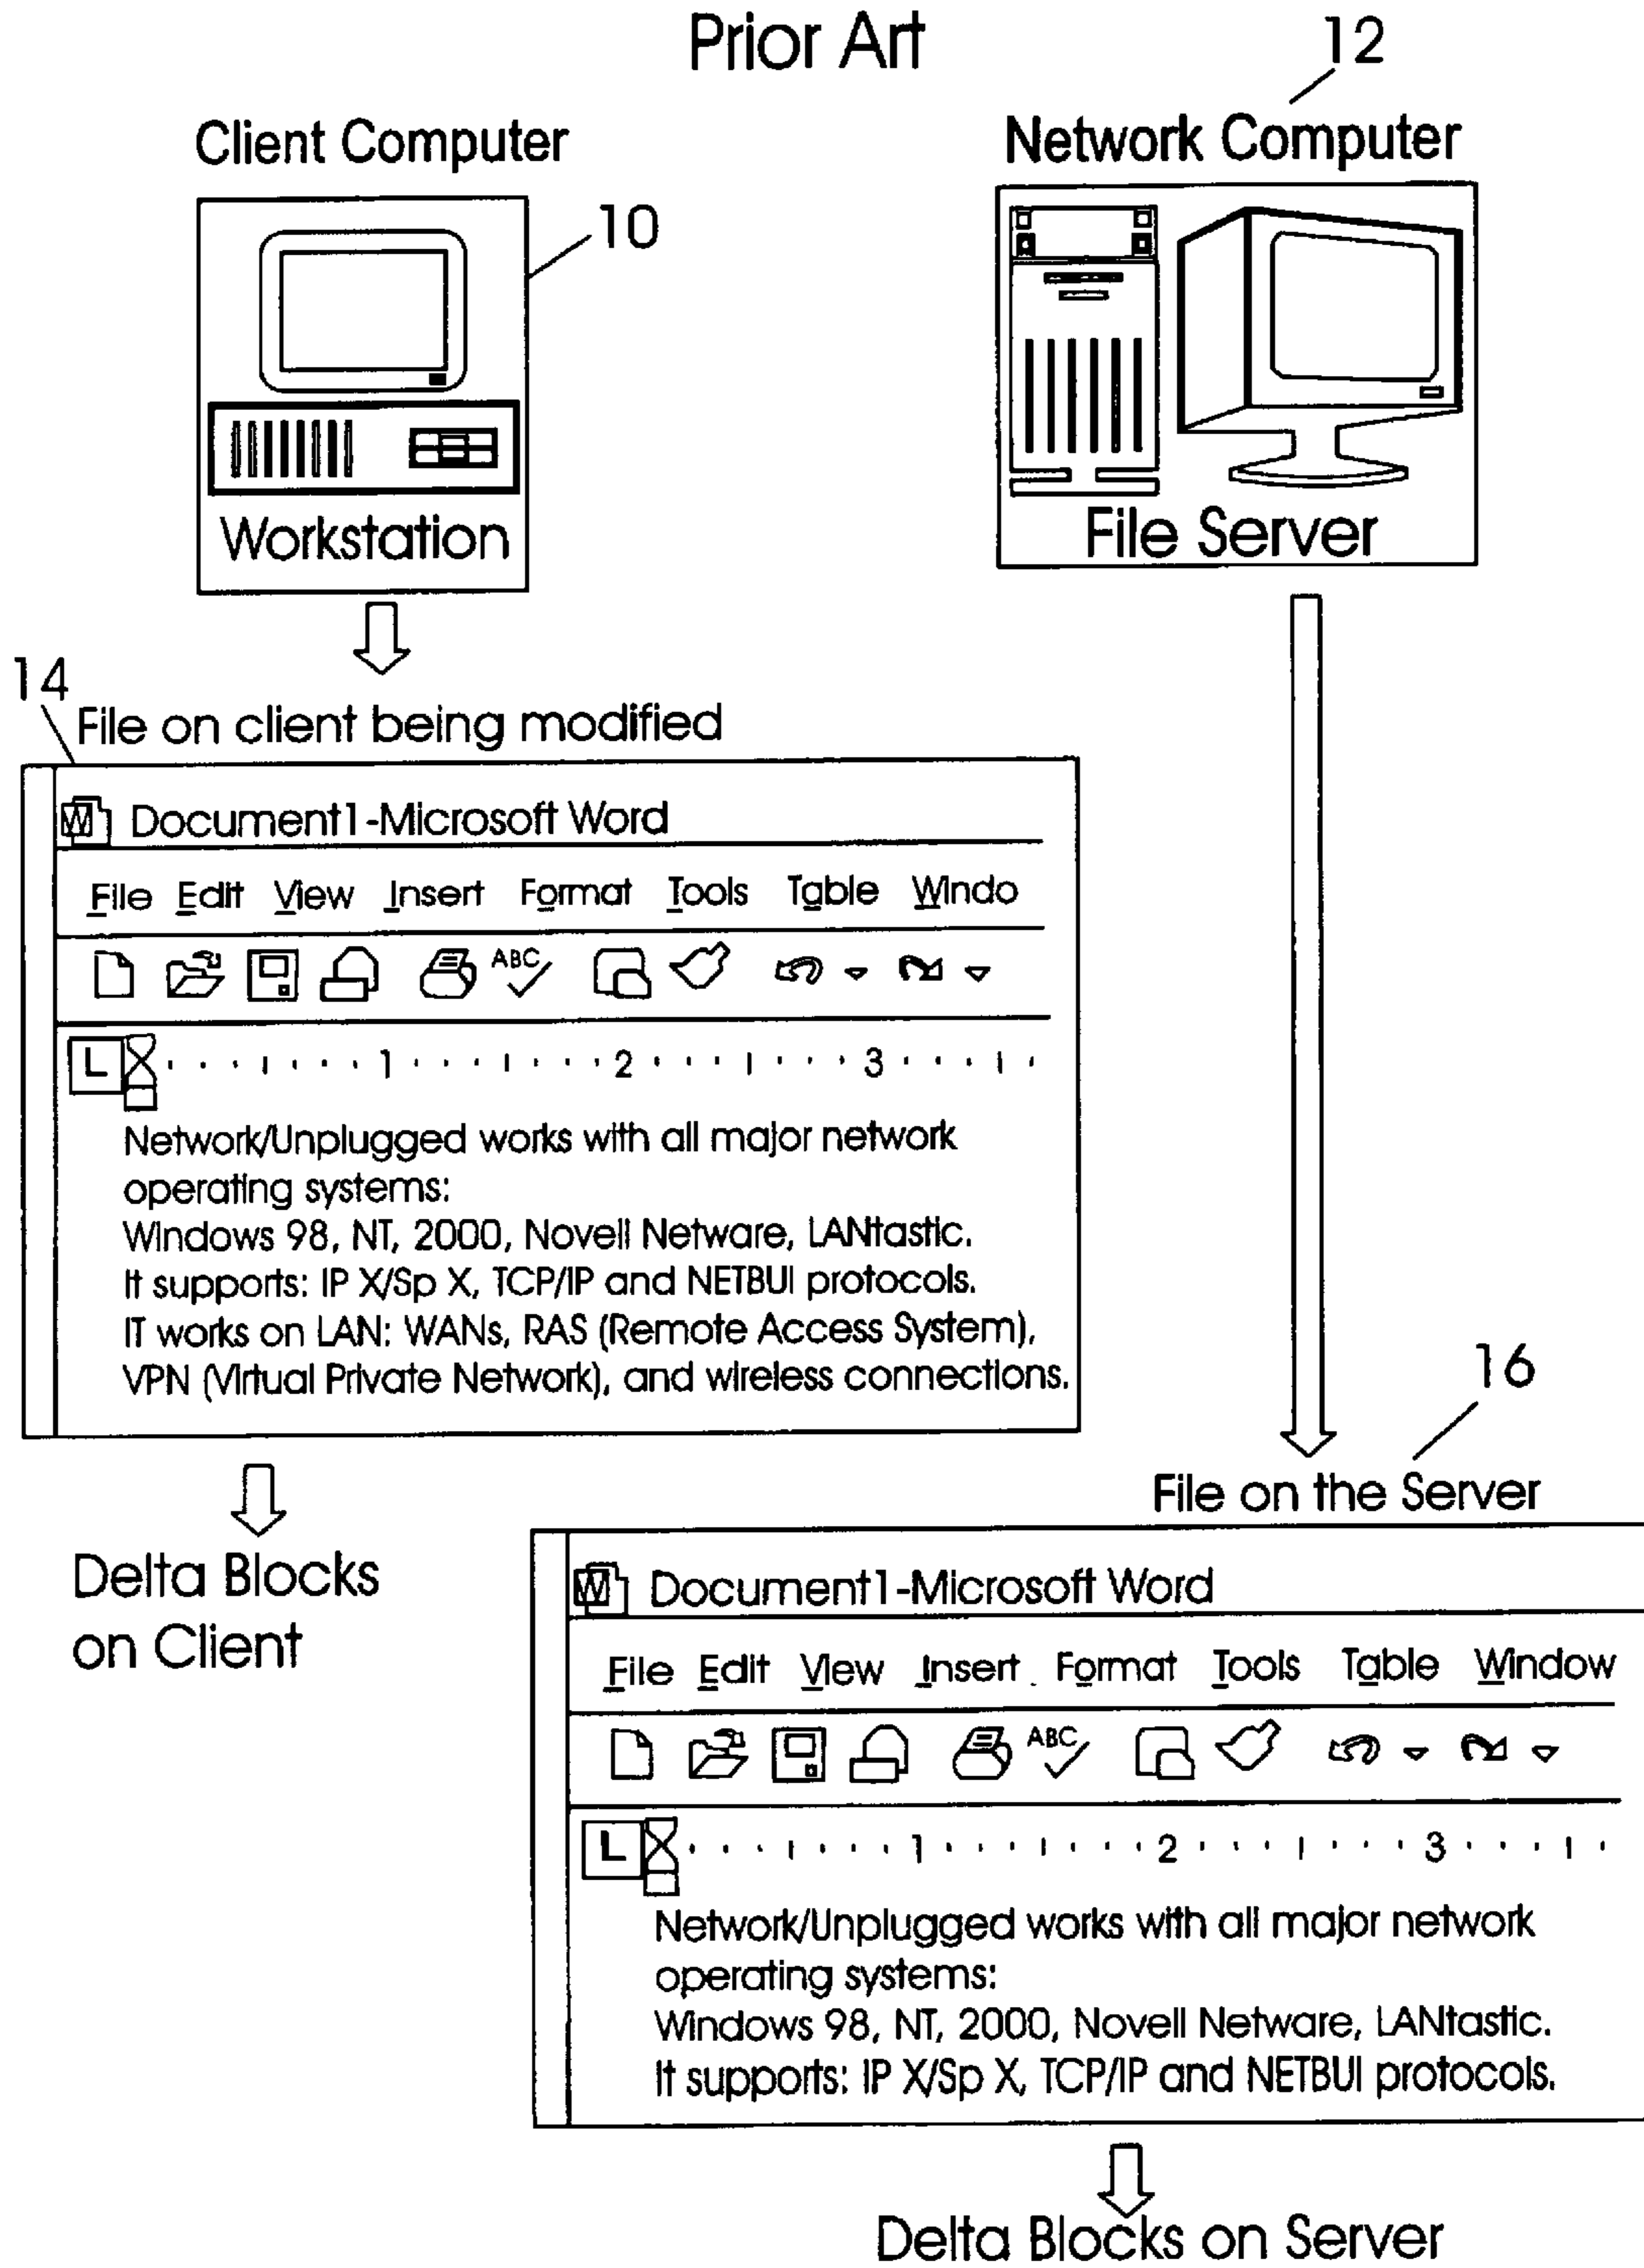 Prior Art
12
Client Computer
Network Computer
10
Workstation
File Server
14
File on client being modified
W Document1-Microsoft Word
File Edit View Insert Format Tools Table Windo
ABC
L 1 2 3
Network/Unplugged works with all major network
operating systems:
Windows 98, NT, 2000, Novell Netware, LANtastic.
It supports: IP X/Sp X, TCP/IP and NETBUI protocols.
IT works on LAN: WANs, RAS (Remote Access System),
VPN (Virtual Private Network), and wireless connections.
16
File on the Server
Delta Blocks
on Client
W Document1-Microsoft Word
File Edit View Insert Format Tools Table Window
ABC
L 1 2 3
Network/Unplugged works with all major network
operating systems:
Windows 98, NT, 2000, Novell Netware, LANtastic.
It supports: IP X/Sp X, TCP/IP and NETBUI protocols.
Delta Blocks on Server